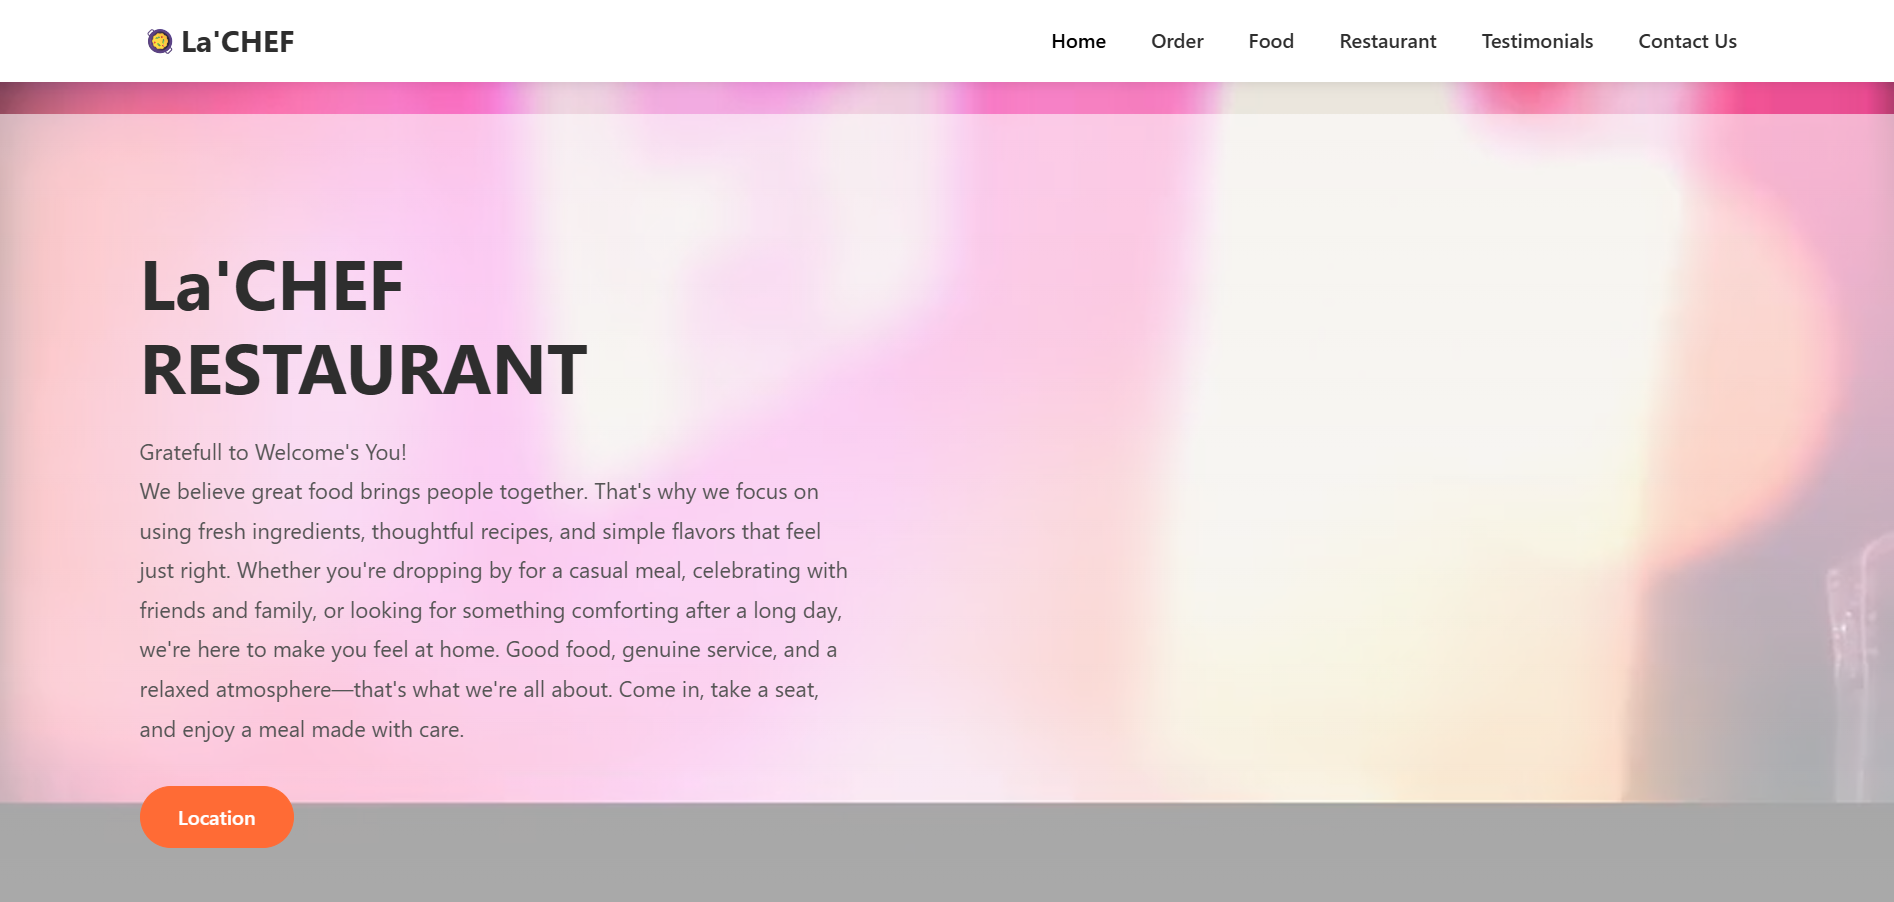 La'CHEF
Home Order Food Restaurant Testimonials Contact Us
La'CHEF
RESTAURANT
Gratefull to Welcome's You!
We believe great food brings people together. That's why we focus on
using fresh ingredients, thoughtful recipes, and simple flavors that feel
just right. Whether you're dropping by for a casual meal, celebrating with
friends and family, or looking for something comforting after a long day,
we're here to make you feel at home. Good food, genuine service, and a
relaxed atmosphere—that's what we're all about. Come in, take a seat,
and enjoy a meal made with care.
Location